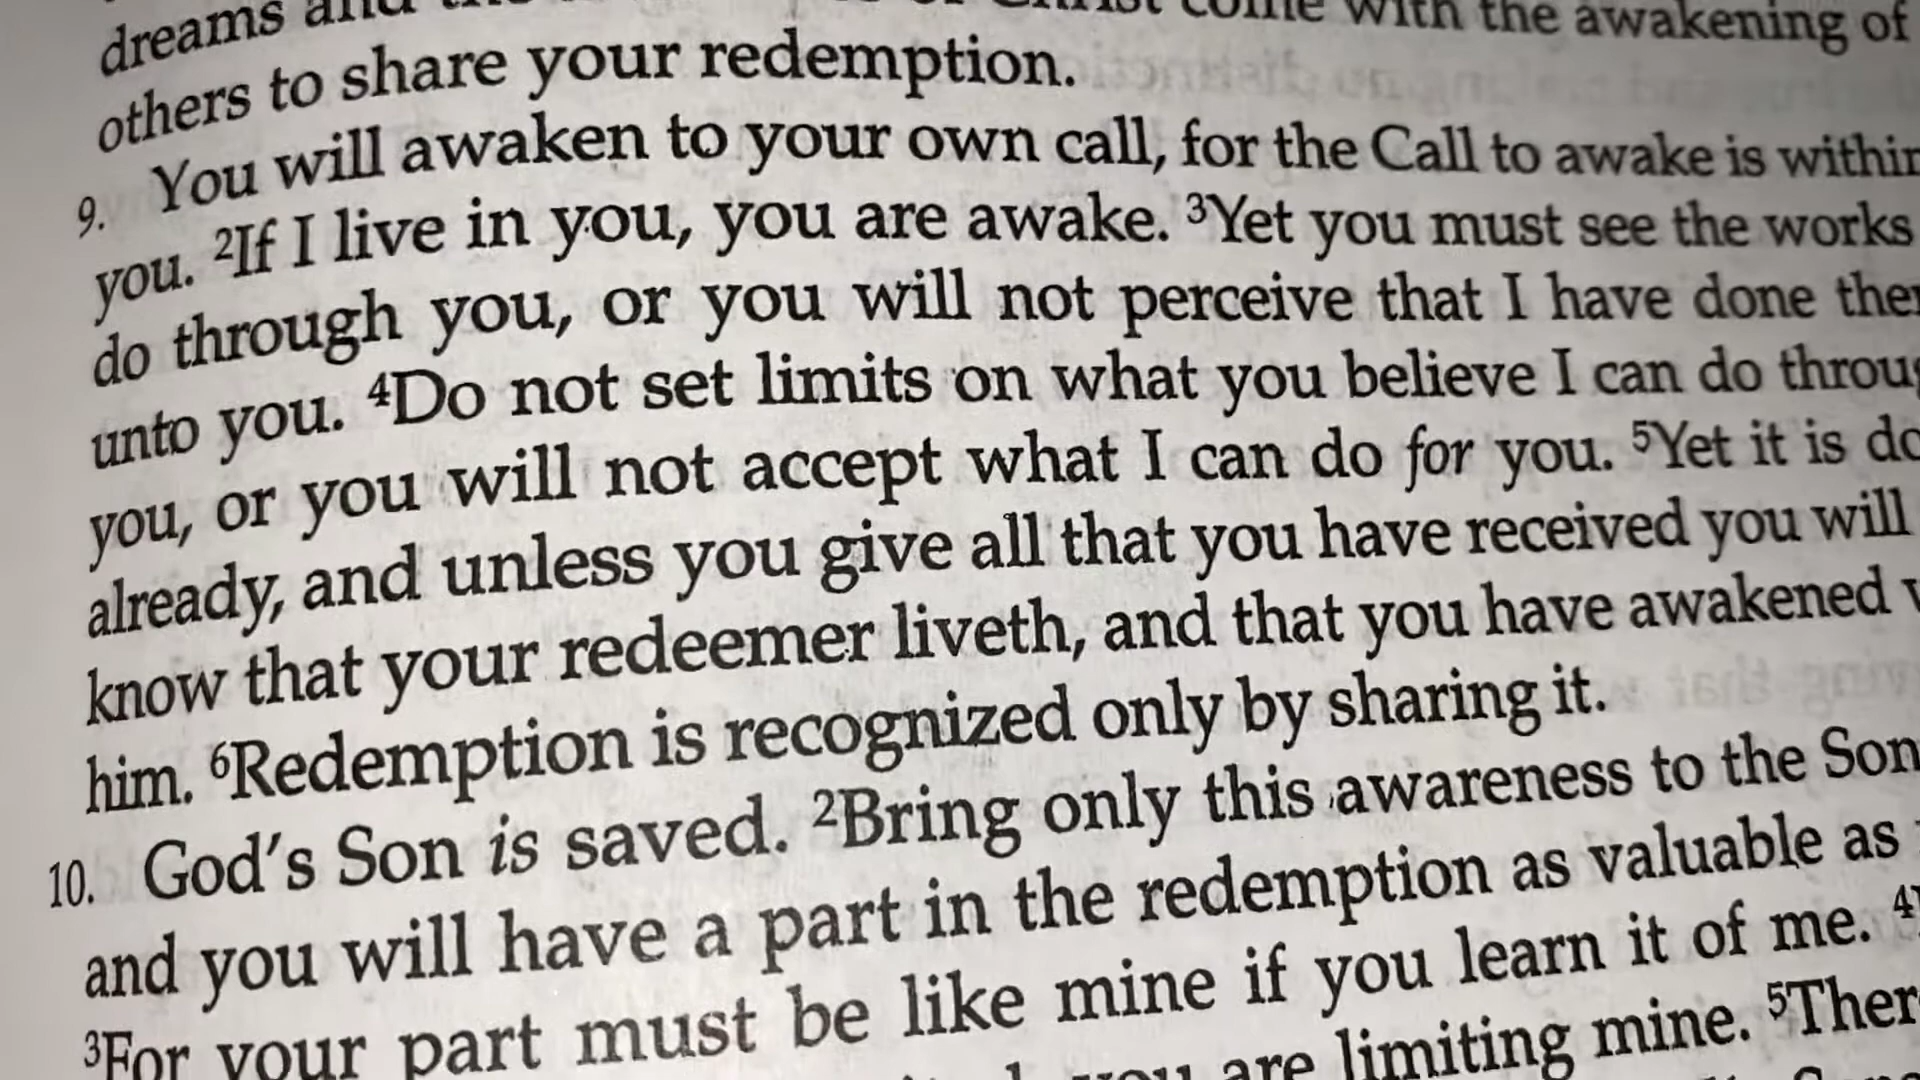 dreams and the come with the awakening of
others to share your redemption.
9. You will awaken to your own call, for the Call to awake is within
you. ²If I live in you, you are awake. ³Yet you must see the works
do through you, or you will not perceive that I have done
unto you. ⁴Do not set limits on what you believe I can do
you, or you will not accept what I can do for you. ⁵Yet it is
already, and unless you give all that you have received you will
know that your redeemer liveth, and that you have awakened
him. ⁶Redemption is recognized only by sharing it.
10. God's Son is saved. ²Bring only this awareness to the Son
and you will have a part in the redemption as valuable as
³For your part must be like mine if you learn it of me. ⁴
you are limiting mine. ⁵